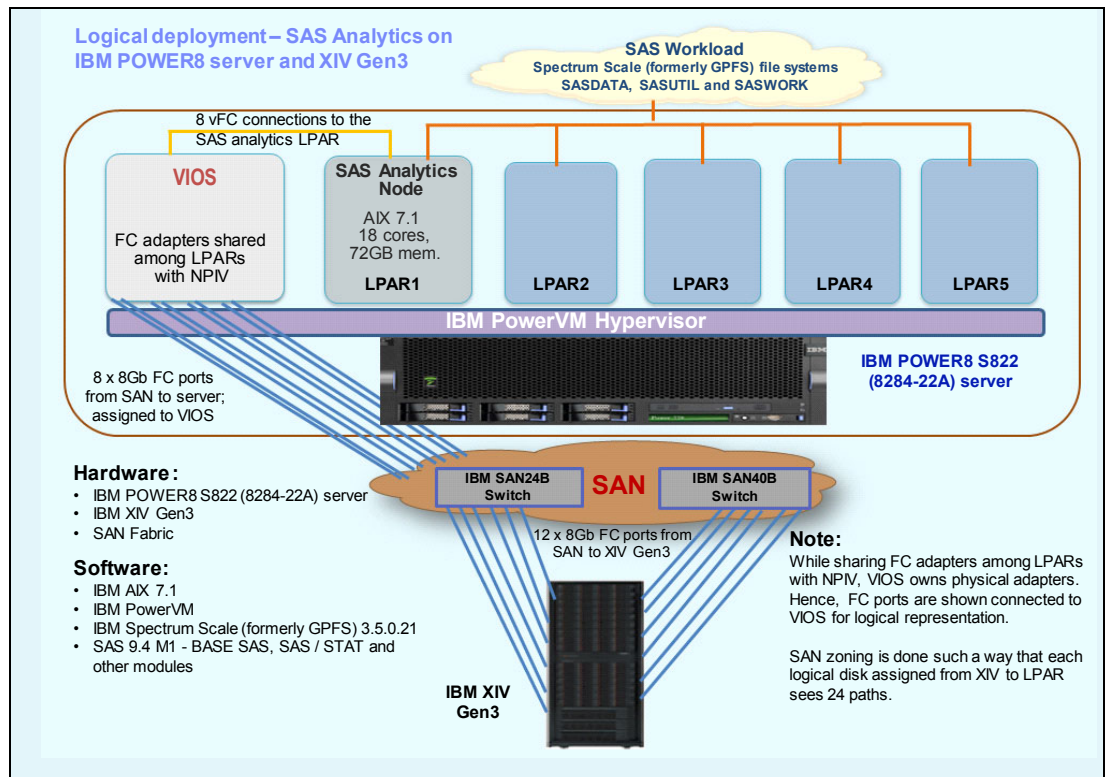 Logical deployment – SAS Analytics on
IBM POWER8 server and XIV Gen3
SAS Workload
Spectrum Scale (formerly GPFS) file systems
SASDATA, SASUTIL and SASWORK
8 vFC connections to the
SAS analytics LPAR
VIOS
FC adapters shared
among LPARs
with NPIV
SAS Analytics
Node
AIX 7.1
18 cores,
72GB mem.
LPAR1
LPAR2
LPAR3
LPAR4
LPAR5
IBM PowerVM Hypervisor
IBM POWER8 S822
(8284-22A) server
8 x 8Gb FC ports
from SAN to server;
assigned to VIOS
IBM SAN24B
Switch
SAN
IBM SAN40B
Switch
12 x 8Gb FC ports from
SAN to XIV Gen3
Hardware:
• IBM POWER8 S822 (8284-22A) server
• IBM XIV Gen3
• SAN Fabric
Software:
• IBM AIX 7.1
• IBM PowerVM
• IBM Spectrum Scale (formerly GPFS) 3.5.0.21
• SAS 9.4 M1 - BASE SAS, SAS / STAT and
other modules
IBM XIV
Gen3
Note:
While sharing FC adapters among LPARs
with NPIV, VIOS owns physical adapters.
Hence, FC ports are shown connected to
VIOS for logical representation.
SAN zoning is done such a way that each
logical disk assigned from XIV to LPAR
sees 24 paths.